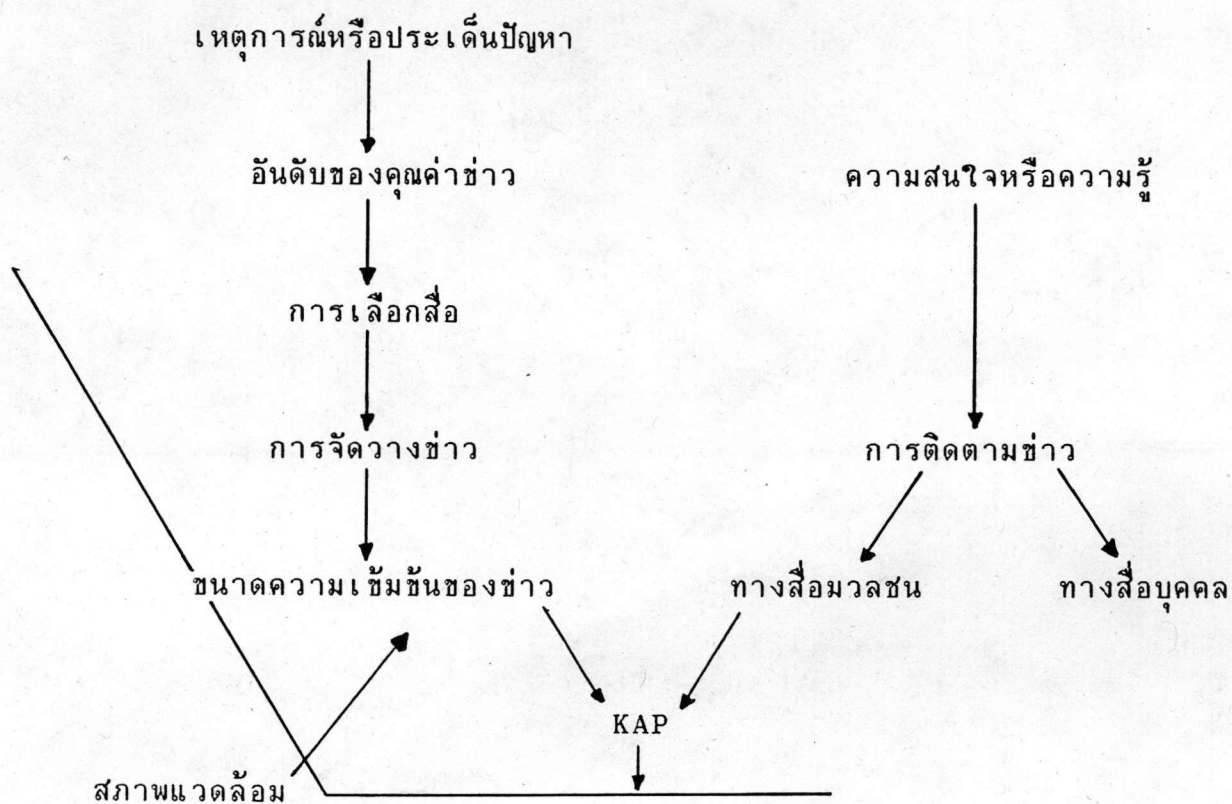 เหตุการณ์หรือประเด็นปัญหา
อันดับของคุณค่าข่าว
ความสนใจหรือความรู้
การเลือกสื่อ
การจัดวางข่าว
การติดตามข่าว
ขนาดความเข้มข้นของข่าว
ทางสื่อมวลชน
ทางสื่อบุคคล
KAP
สภาพแวดล้อม